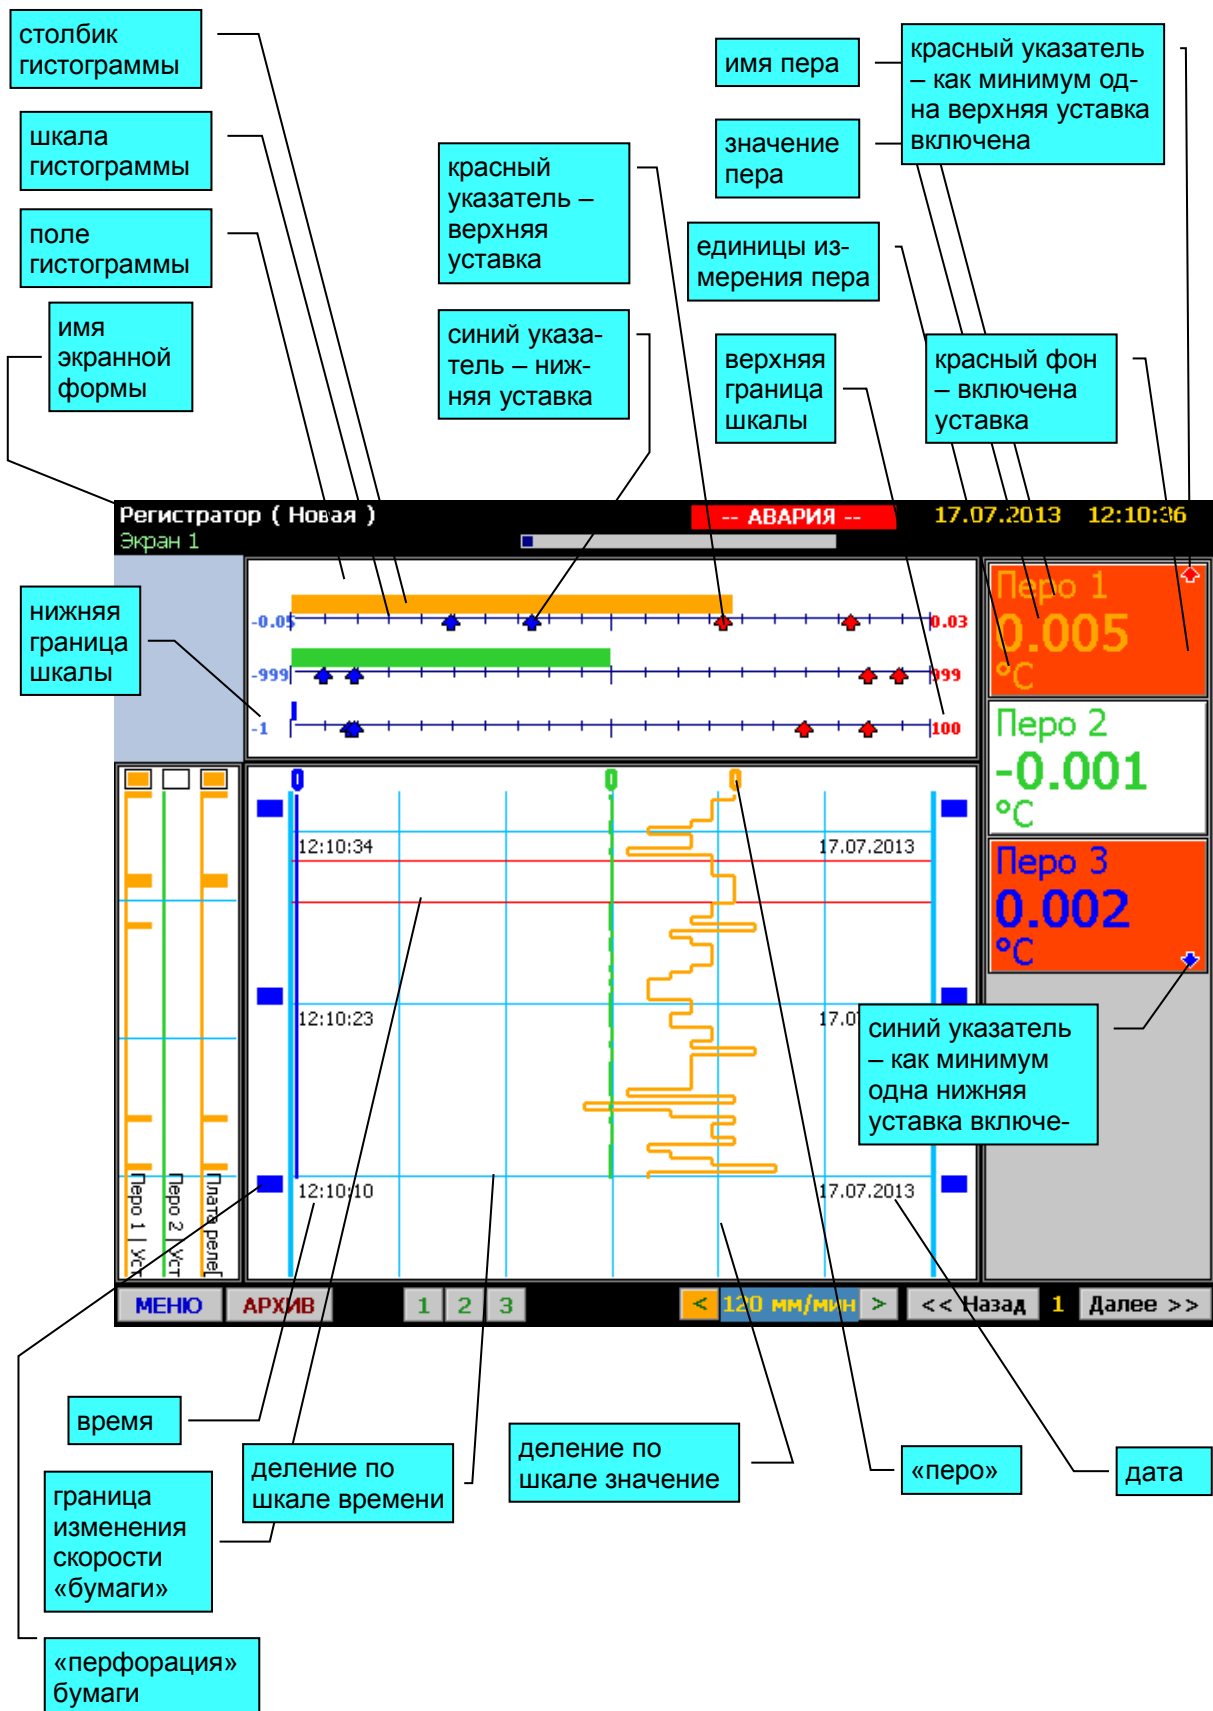 столбик
гистограммы
имя пера
красный указатель
– как минимум од-
на верхняя уставка
включена
шкала
гистограммы
значение
пера
красный
указатель –
верхняя
уставка
поле
гистограммы
единицы из-
мерения пера
имя
экранной
формы
синий указа-
тель – ниж-
няя уставка
верхняя
граница
шкалы
красный фон
– включена
уставка
Регистратор ( Новая )
-- АВАРИЯ --
17.07.2013 12:10:36
Экран 1
нижняя
граница
шкалы
-0.05
0.03
-999
999
-1
100
Перо 1
0.005
°C
Перо 2
-0.001
°C
Перо 3
0.002
°C
12:10:34
17.07.2013
12:10:23
17.07
синий указатель
– как минимум
одна нижняя
уставка включе-
12:10:10
17.07.2013
Перо 1 | Уст
Перо 2 | Уст
Плата реле[
МЕНЮ АРХИВ 1 2 3 < 120 мм/мин > << Назад 1 Далее >>
время
деление по
шкале времени
деление по
шкале значение
«перо»
дата
граница
изменения
скорости
«бумаги»
«перфорация»
бумаги